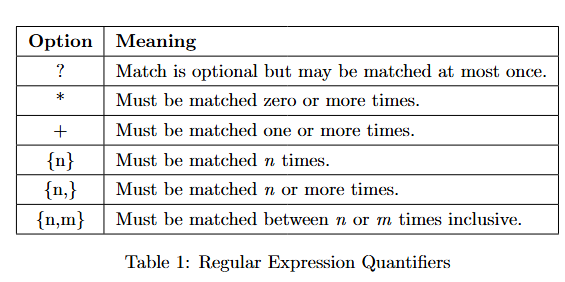 Option Meaning
? Match is optional but may be matched at most once.
* Must be matched zero or more times.
+ Must be matched one or more times.
{n} Must be matched n times.
{n,} Must be matched n or more times.
{n,m} Must be matched between n or m times inclusive.
Table 1: Regular Expression Quantifiers